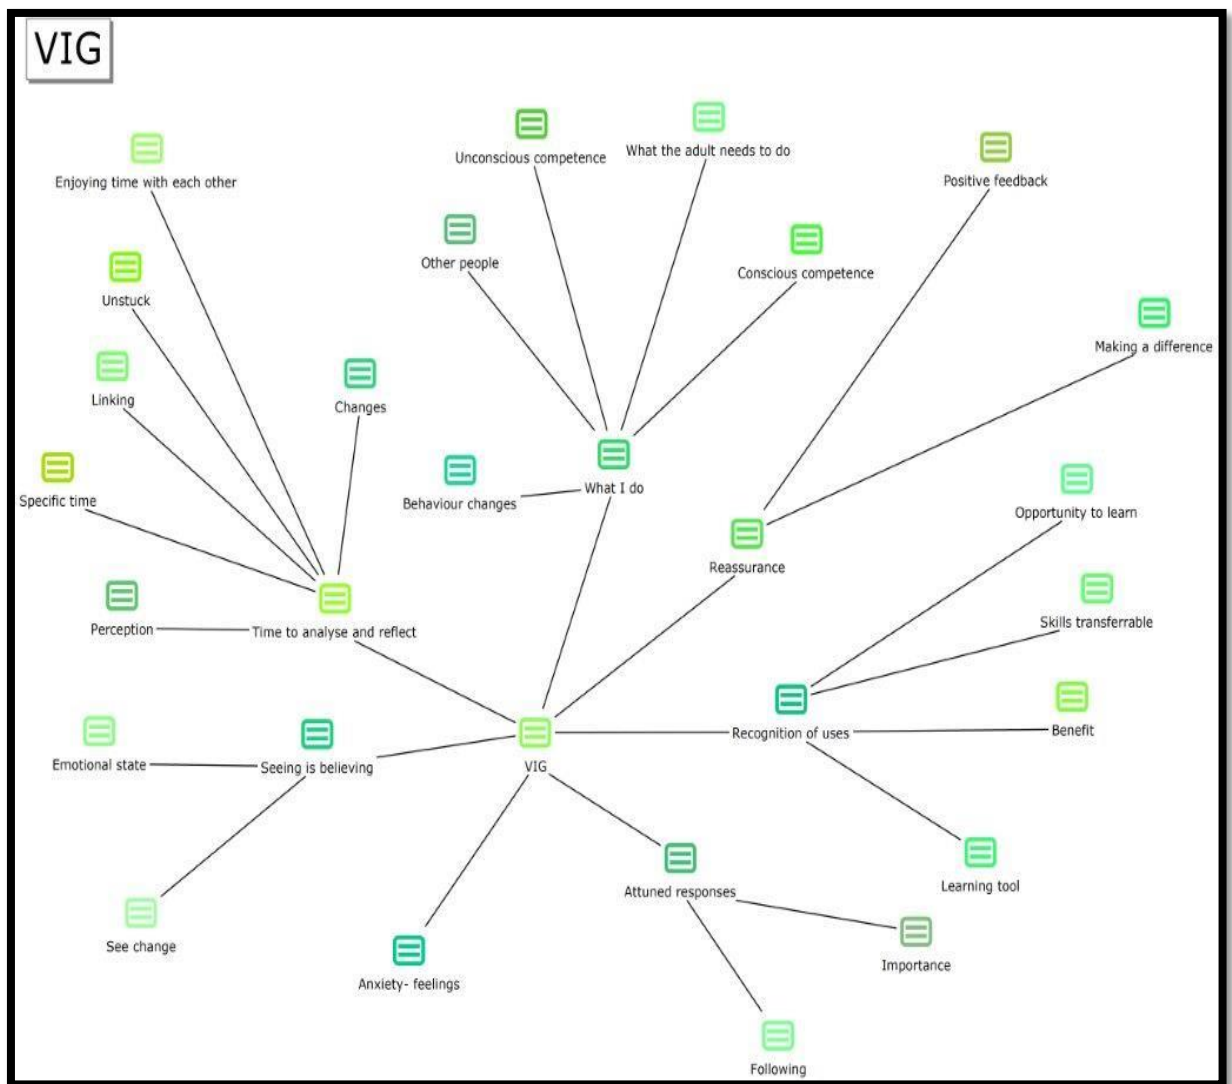 VIG
Unconscious competence
What the adult needs to do
Enjoying time with each other
Positive feedback
Other people
Conscious competence
Unstuck
Making a difference
Linking
Changes
What I do
Specific time
Behaviour changes
Opportunity to learn
Reassurance
Skills transferrable
Perception
Time to analyse and reflect
Benefit
Recognition of uses
Emotional state
Seeing is believing
VIG
Attuned responses
Learning tool
See change
Importance
Anxiety- feelings
Following